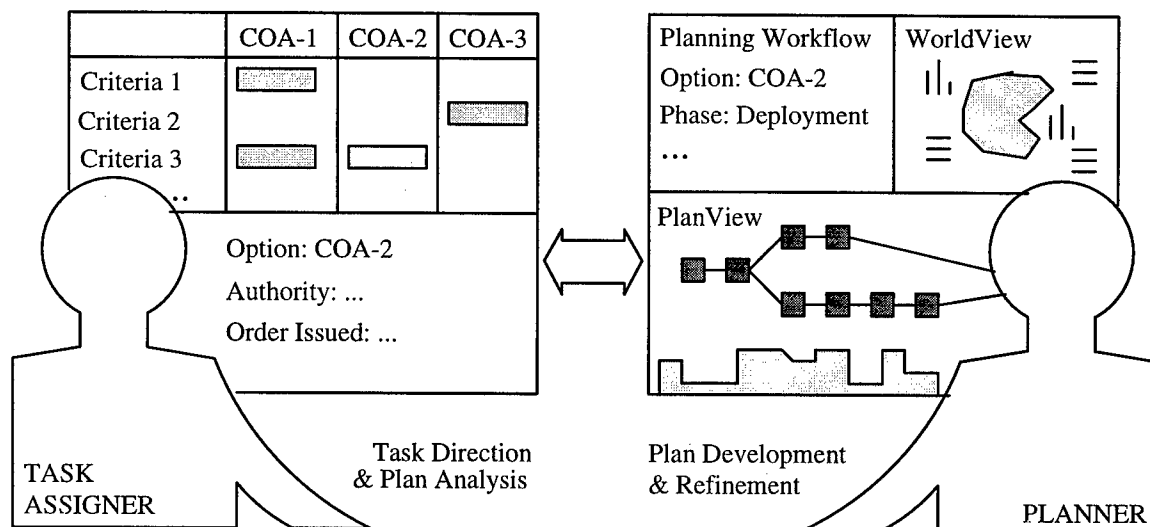 COA-1 COA-2 COA-3
Criteria 1
Criteria 2
Criteria 3
..
Option: COA-2
Authority: ...
Order Issued: ...
TASK
ASSIGNER
Task Direction
& Plan Analysis
Planning Workflow
Option: COA-2
Phase: Deployment
...
WorldView
PlanView
Plan Development
& Refinement
PLANNER